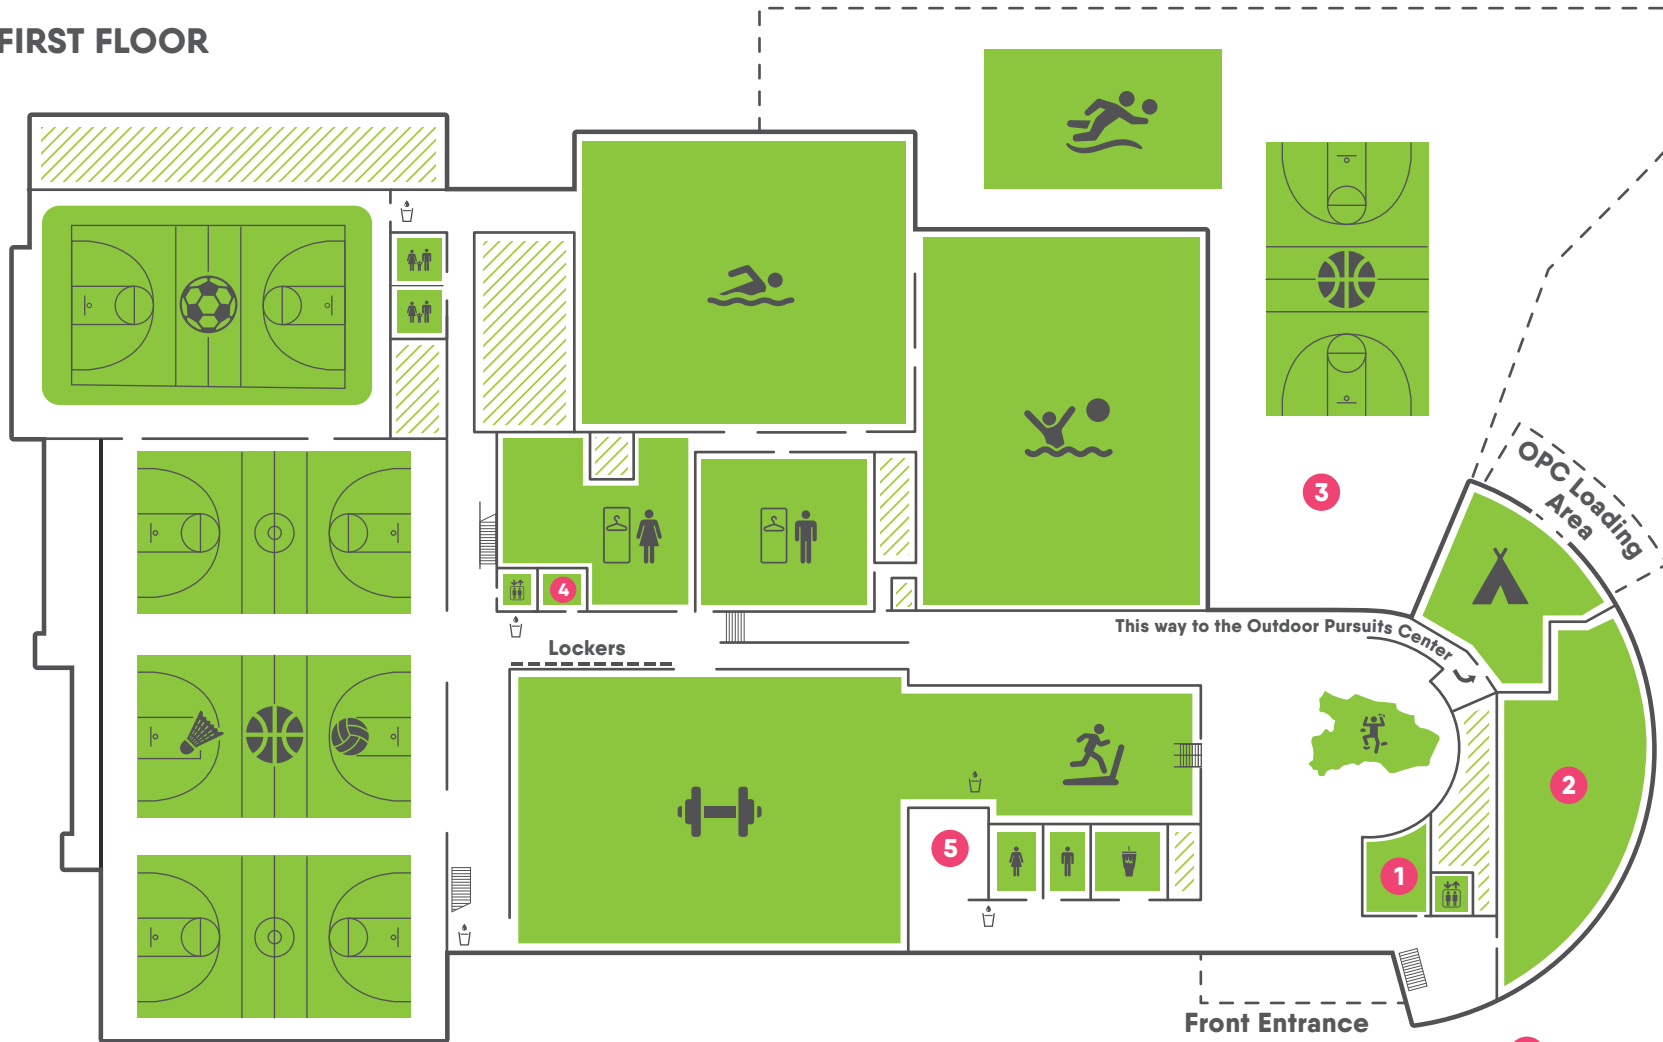 FIRST FLOOR
3
OPC Loading
Area
4
This way to the Outdoor Pursuits Center
Lockers
2
5
1
Front Entrance